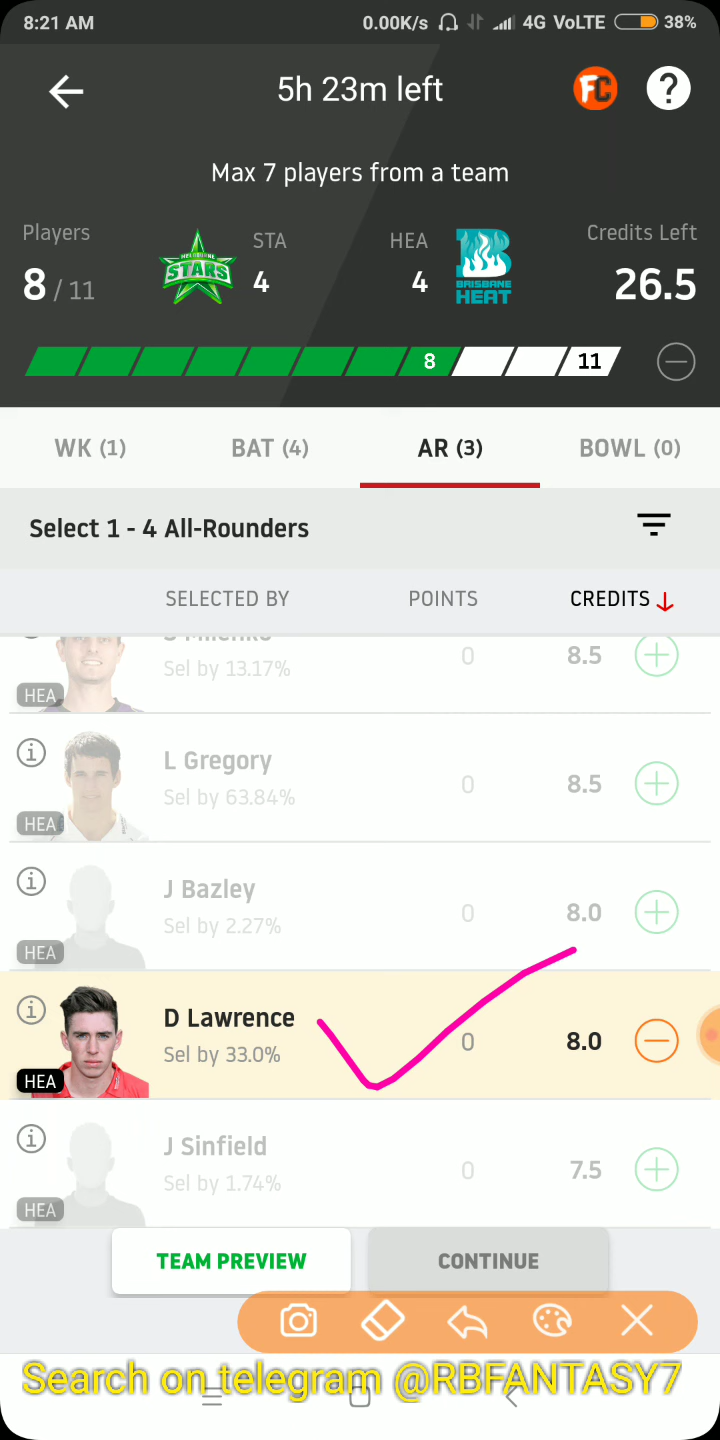 8:21 AM 0.00K/s 4G VoLTE 38%
5h 23m left FC ?
Max 7 players from a team
Players STA HEA Credits Left
8 / 11 MELBOURNE STARS 4 4 BRISBANE HEAT 26.5
8 11
WK (1) BAT (4) AR (3) BOWL (0)
Select 1 - 4 All-Rounders
SELECTED BY POINTS CREDITS
Sel by 13.17% 0 8.5
HEA
L Gregory
Sel by 63.84% 0 8.5
HEA
J Bazley
Sel by 2.27% 0 8.0
HEA
D Lawrence
Sel by 33.0% 0 8.0
HEA
J Sinfield
Sel by 1.74% 0 7.5
HEA
TEAM PREVIEW CONTINUE
Search on telegram @RBFANTASY7